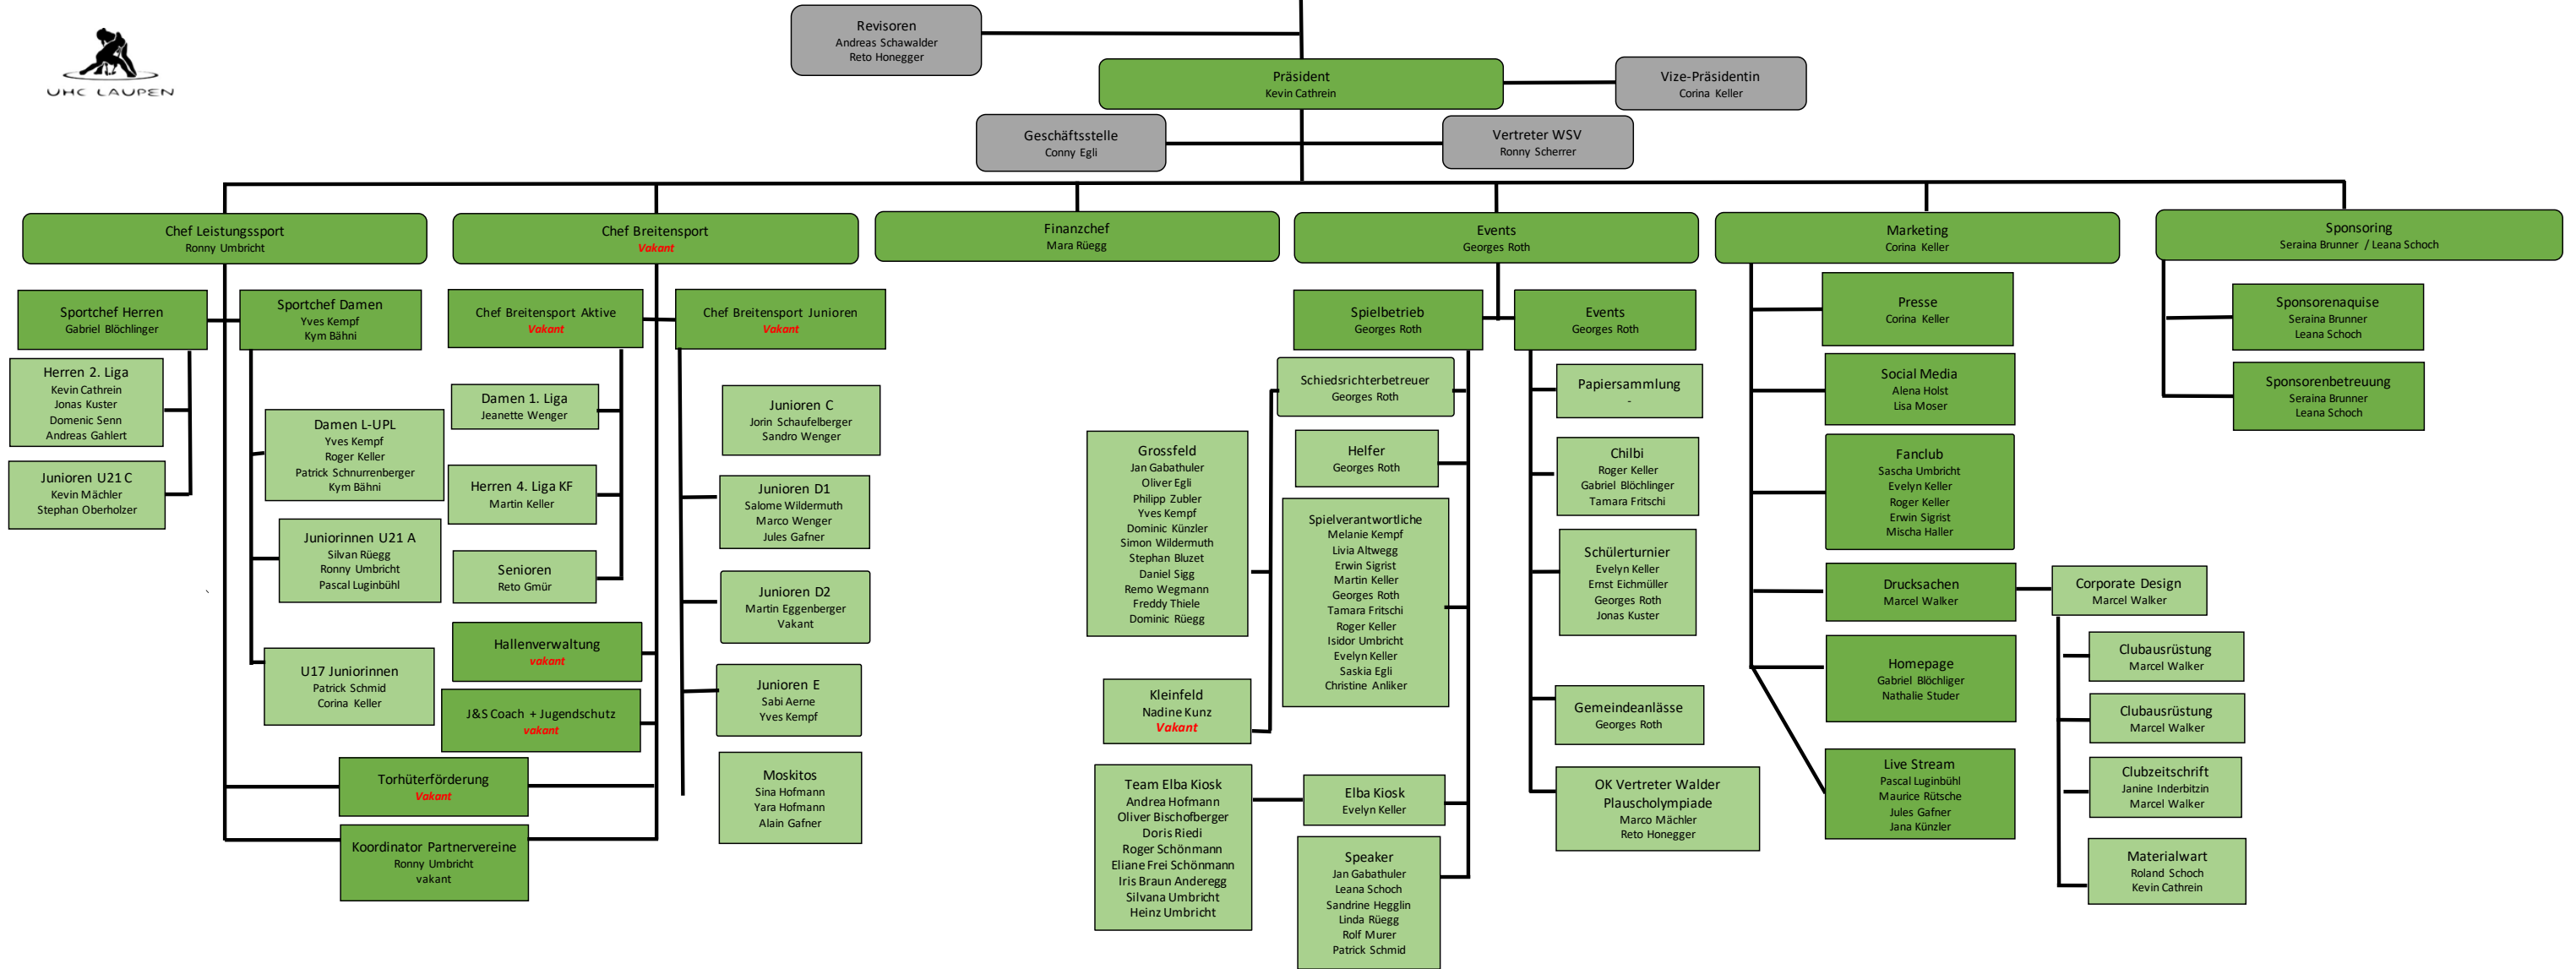 Revisoren
Andreas Schawalder
Reto Honegger
UHC LAUPEN
Präsident
Kevin Cathrein
Vize-Präsidentin
Corina Keller
Geschäftsstelle
Conny Egli
Vertreter WSV
Ronny Scherrer
Chef Leistungssport
Ronny Umbricht
Chef Breitensport
Vakant
Finanzchef
Mara Rüegg
Events
Georges Roth
Marketing
Corina Keller
Sponsoring
Seraina Brunner / Leana Schoch
Sportchef Herren
Gabriel Blöchlinger
Sportchef Damen
Yves Kempf
Kym Bähni
Herren 2. Liga
Kevin Cathrein
Jonas Kuster
Domenic Senn
Andreas Gahlert
Junioren U21 C
Kevin Mächler
Stephan Oberholzer
Damen L-UPL
Yves Kempf
Roger Keller
Patrick Schnurrenberger
Kym Bähni
Juniorinnen U21 A
Silvan Rüegg
Ronny Umbricht
Pascal Luginbühl
U17 Juniorinnen
Patrick Schmid
Corina Keller
Chef Breitensport Aktive
Vakant
Chef Breitensport Junioren
Vakant
Damen 1. Liga
Jeanette Wenger
Herren 4. Liga KF
Martin Keller
Senioren
Reto Gmür
Hallenverwaltung
vakant
J&S Coach + Jugendschutz
vakant
Torhüterförderung
Vakant
Koordinator Partnervereine
Ronny Umbricht
vakant
Junioren C
Jorin Schaufelberger
Sandro Wenger
Junioren D1
Salome Wildermuth
Marco Wenger
Jules Gafner
Junioren D2
Martin Eggenberger
Vakant
Junioren E
Sabi Aerne
Yves Kempf
Moskitos
Sina Hofmann
Yara Hofmann
Alain Gafner
Spielbetrieb
Georges Roth
Events
Georges Roth
Schiedsrichterbetreuer
Georges Roth
Grossfeld
Jan Gabathuler
Oliver Egli
Philipp Zubler
Yves Kempf
Dominic Künzler
Simon Wildermuth
Stephan Bluzet
Daniel Sigg
Remo Wegmann
Freddy Thiele
Dominic Rüegg
Kleinfeld
Nadine Kunz
Vakant
Helfer
Georges Roth
Spielverantwortliche
Melanie Kempf
Livia Altwegg
Erwin Sigrist
Martin Keller
Georges Roth
Tamara Fritschi
Roger Keller
Isidor Umbricht
Evelyn Keller
Saskia Egli
Christine Anliker
Team Elba Kiosk
Andrea Hofmann
Oliver Bischofberger
Doris Riedi
Roger Schönmann
Eliane Frei Schönmann
Iris Braun Anderegg
Silvana Umbricht
Heinz Umbricht
Elba Kiosk
Evelyn Keller
Speaker
Jan Gabathuler
Leana Schoch
Sandrine Hegglin
Linda Rüegg
Rolf Murer
Patrick Schmid
Papiersammlung
-
Chilbi
Roger Keller
Gabriel Blöchlinger
Tamara Fritschi
Schülerturnier
Evelyn Keller
Ernst Eichmüller
Georges Roth
Jonas Kuster
Gemeindeanlässe
Georges Roth
OK Vertreter Walder
Plauscholympiade
Marco Mächler
Reto Honegger
Presse
Corina Keller
Social Media
Alena Holst
Lisa Moser
Fanclub
Sascha Umbricht
Evelyn Keller
Roger Keller
Erwin Sigrist
Mischa Haller
Drucksachen
Marcel Walker
Homepage
Gabriel Blöchliger
Nathalie Studer
Live Stream
Pascal Luginbühl
Maurice Rütsche
Jules Gafner
Jana Künzler
Corporate Design
Marcel Walker
Clubausrüstung
Marcel Walker
Clubausrüstung
Marcel Walker
Clubzeitschrift
Janine Inderbitzin
Marcel Walker
Materialwart
Roland Schoch
Kevin Cathrein
Sponsorenaquise
Seraina Brunner
Leana Schoch
Sponsorenbetreuung
Seraina Brunner
Leana Schoch